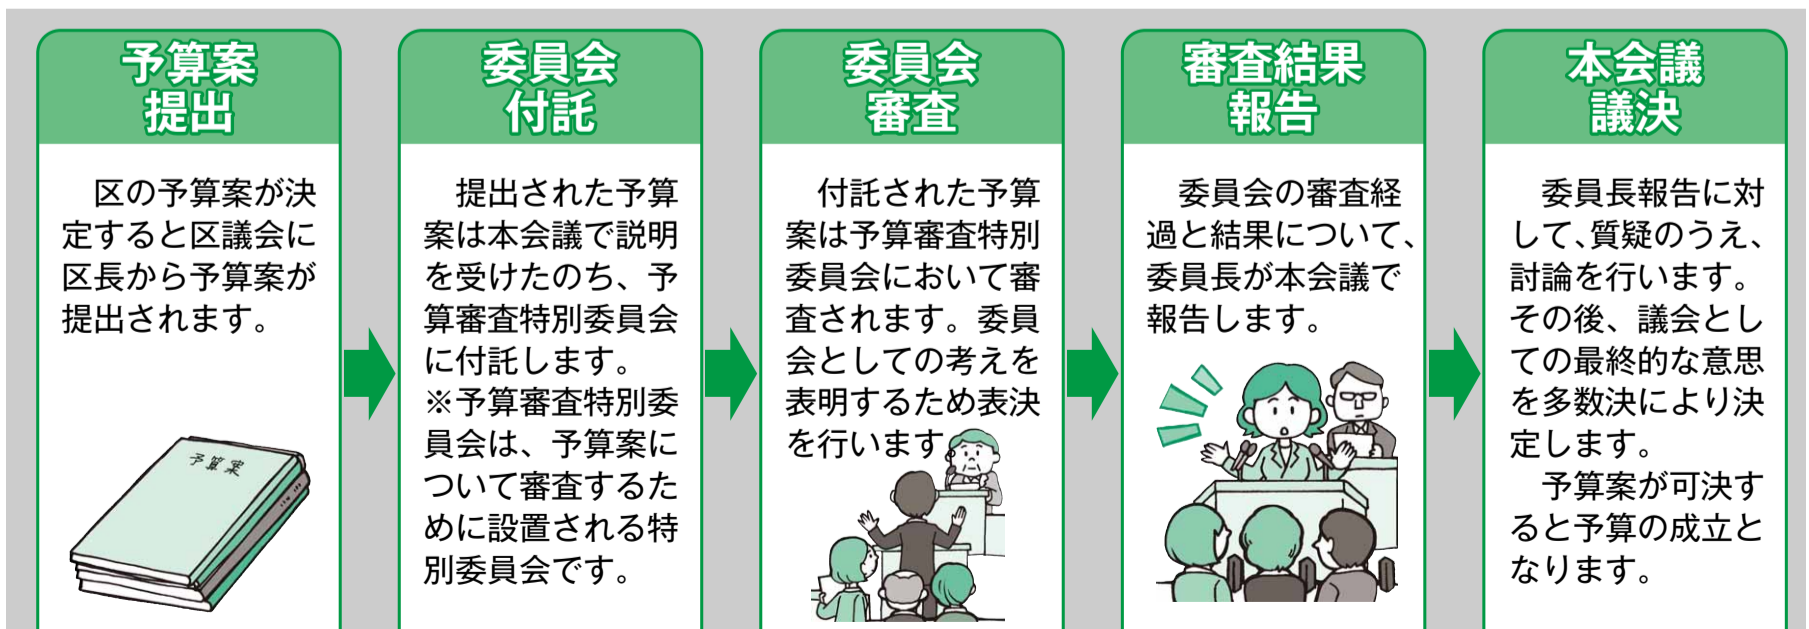 予算案
提出
区の予算案が決
定すると区議会に
区長から予算案が
提出されます。
予算案
委員会
付託
提出された予算
案は本会議で説明
を受けたのち、予
算審査特別委員会
に付託します。
※予算審査特別委
員会は、予算案に
ついて審査するた
めに設置される特
別委員会です。
委員会
審査
付託された予算
案は予算審査特別
委員会において審
査されます。委員
会としての考えを
表明するため表決
を行います
審査結果
報告
委員会の審査経
過と結果について、
委員長が本会議で
報告します。
本会議
議決
委員長報告に対
して、質疑のうえ、
討論を行います。
その後、議会とし
ての最終的な意思
を多数決により決
定します。
予算案が可決す
ると予算の成立と
なります。